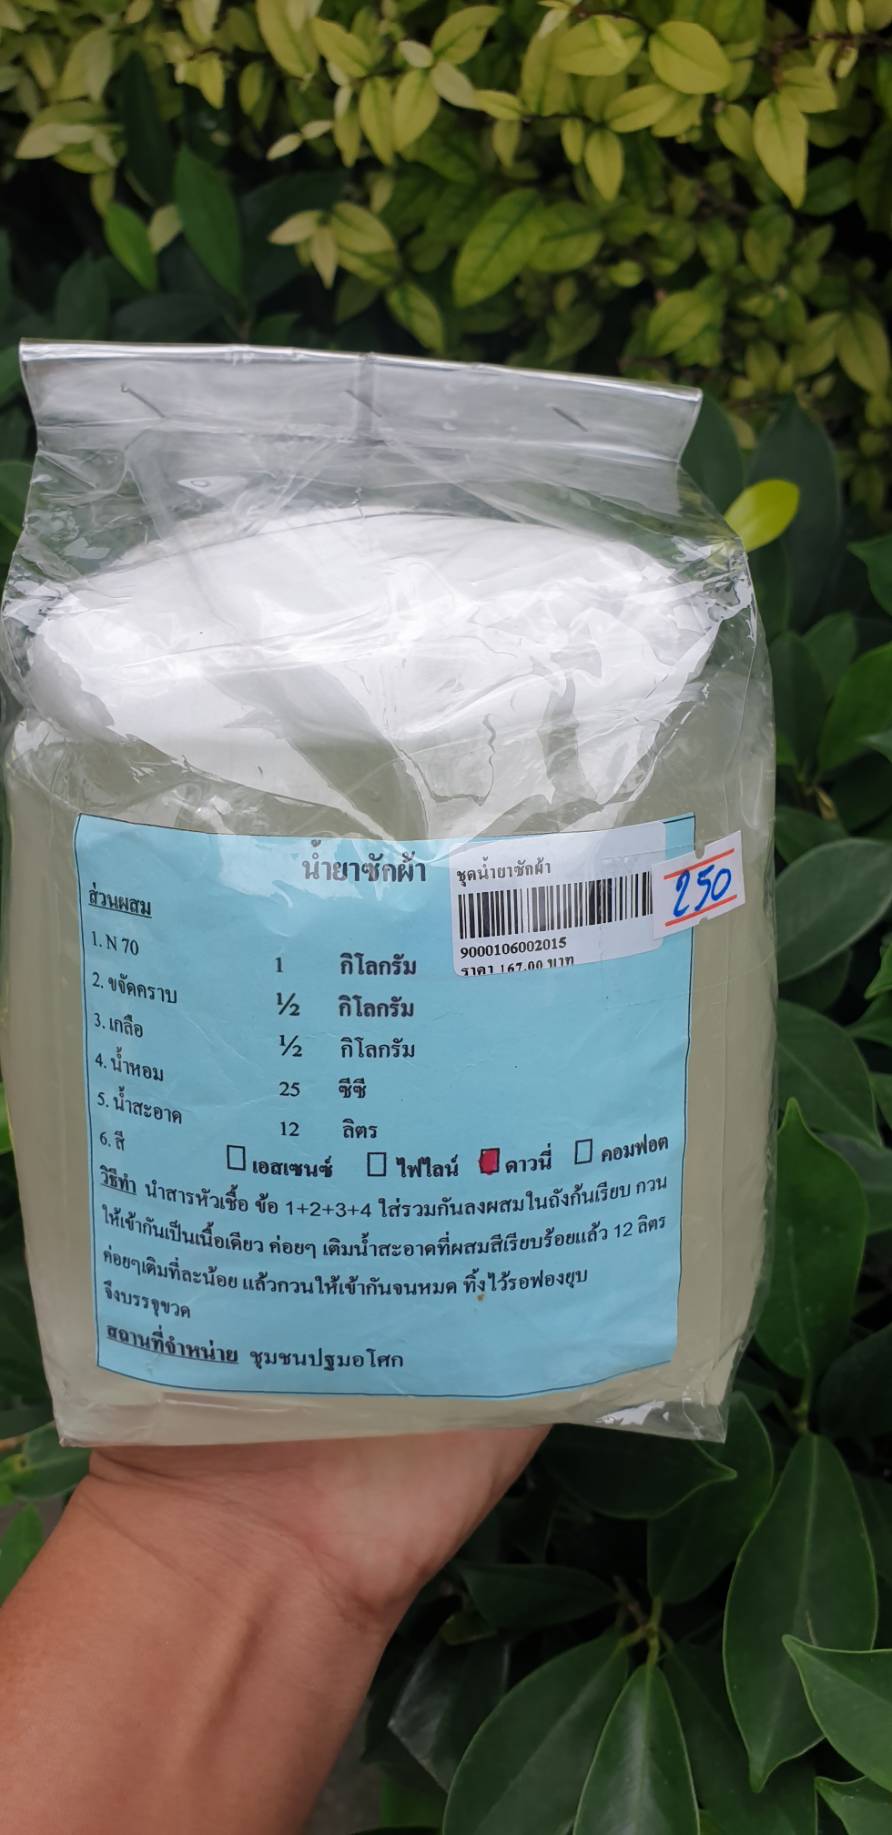 น้ำยาซักผ้า
ชุดน้ำยาซักผ้า
9000106002015
ราคา 167.00 บาท
250
ส่วนผสม
1. N 70 1 กิโลกรัม
2. ขจัดคราบ ½ กิโลกรัม
3. เกลือ ½ กิโลกรัม
4. น้ำหอม 25 ซีซี
5. น้ำสะอาด 12 ลิตร
6. สี เอสเซนซ์ ไฟไลน์ ดาวนี่ คอมฟอต
วิธีทำ นำสารหัวเชื้อ ข้อ 1+2+3+4 ใส่รวมกันลงผสมในถังก้นเรียบ กวน
ให้เข้ากันเป็นเนื้อเดียว ค่อยๆ เติมน้ำสะอาดที่ผสมสีเรียบร้อยแล้ว 12 ลิตร
ค่อยๆเติมที่ละน้อย แล้วกวนให้เข้ากันจนหมด ทิ้งไว้รอฟองยุบ
จึงบรรจุขวด
สถานที่จำหน่าย ชุมชนปฐมอโศก